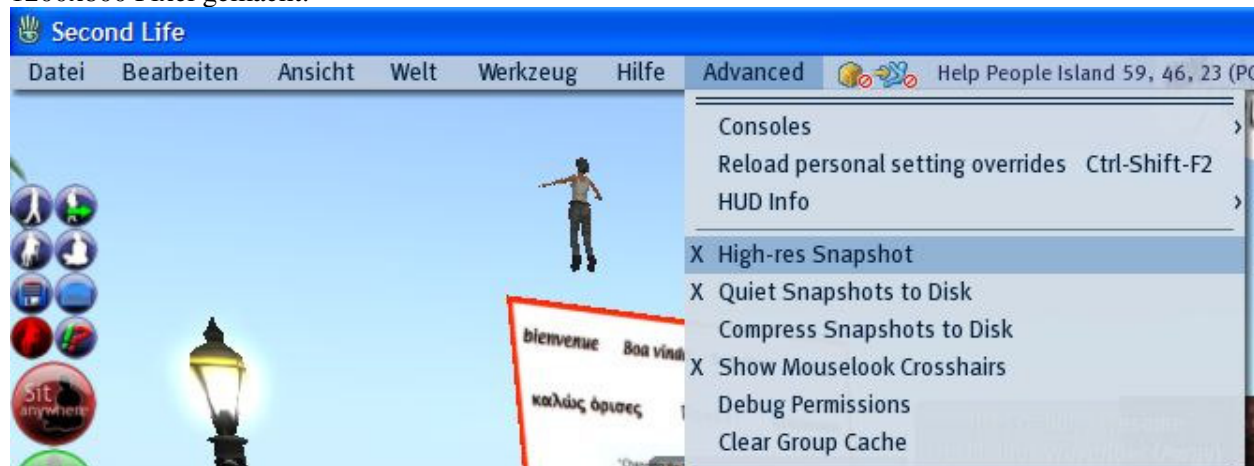 Second Life
Datei Bearbeiten Ansicht Welt Werkzeug Hilfe Advanced Help People Island 59, 46, 23 (PG
Consoles
Reload personal setting overrides Ctrl-Shift-F2
HUD Info
X High-res Snapshot
X Quiet Snapshots to Disk
Compress Snapshots to Disk
X Show Mouselook Crosshairs
Debug Permissions
Clear Group Cache
bienvenue Boa vinda
καλώς όρισες
Sit
anywhere